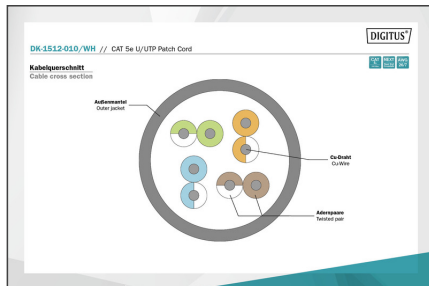 DIGITUS®
DK-1512-010/WH // CAT 5e U/UTP Patch Cord
Kabelquerschnitt
Cable cross section
Außenmantel
Outer jacket
Cu-Draht
Cu-Wire
Adernpaare
Twisted pair